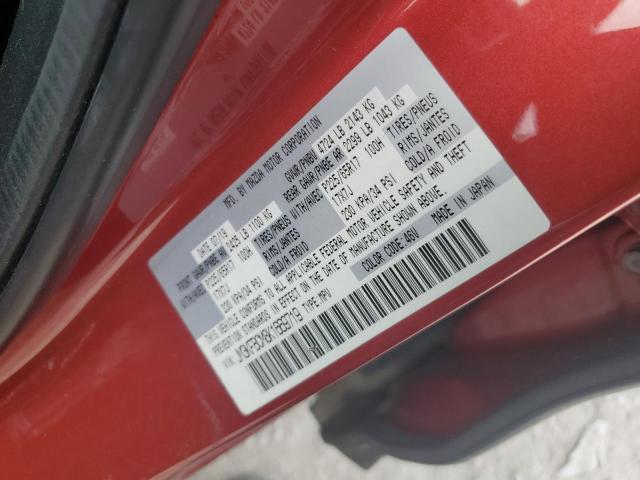 MFD. BY MAZDA MOTOR CORPORATION
DATE 07/18 GVWR/PNBV 4724 LB 2143 KG
FRONT GAWR/PNBE AV 2425 LB 1100 KG REAR GAWR/PNBE AR 2299 LB 1043 KG
WITH/AVEC P225/65R17 100H TIRES/PNEUS WITH/AVEC P225/65R17 100H TIRES/PNEUS
17X7J RIMS/JANTES 17X7J RIMS/JANTES
230 KPA/34 PSI COLD/A FROID 230 KPA/34 PSI COLD/A FROID
VEHICLE CONFORMS TO ALL APPLICABLE FEDERAL MOTOR VEHICLE SAFETY, BUMPER, AND THEFT
PREVENTION STANDARDS IN EFFECT ON THE DATE OF MANUFACTURE SHOWN ABOVE.
TYPE:MPV COLOR CODE:46V MADE IN JAPAN